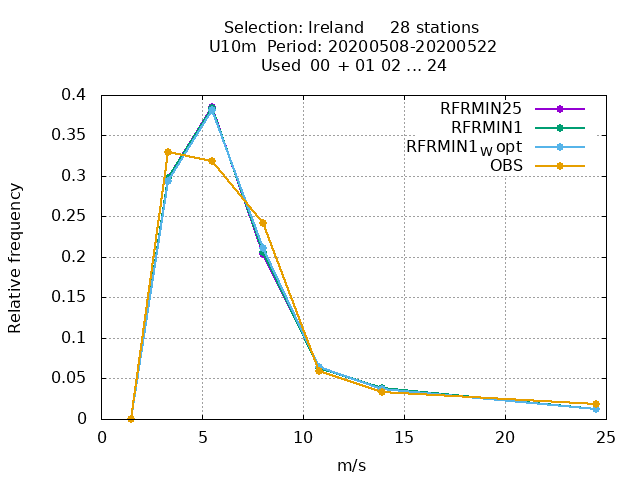 Selection: Ireland 28 stations
U10m Period: 20200508-20200522
Used 00 + 01 02 ... 24
0.4
0.35
0.3
0.25
0.2
0.15
0.1
0.05
0
Relative frequency
RFRMIN25
RFRMIN1
RFRMIN1W opt
OBS
0 5 10 15 20 25
m/s